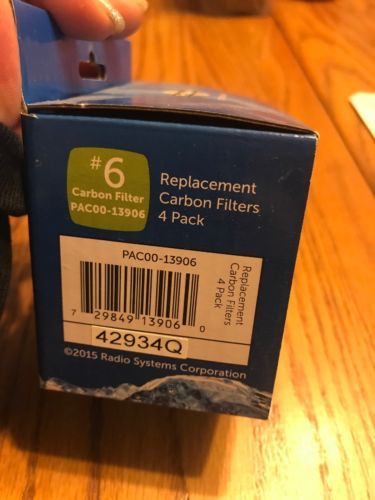 #6
Carbon Filter
PAC00-13906
Replacement
Carbon Filters
4 Pack
PAC00-13906
7 29849 13906 0
Replacement
Carbon Filters
4 Pack
42934Q
©2015 Radio Systems Corporation